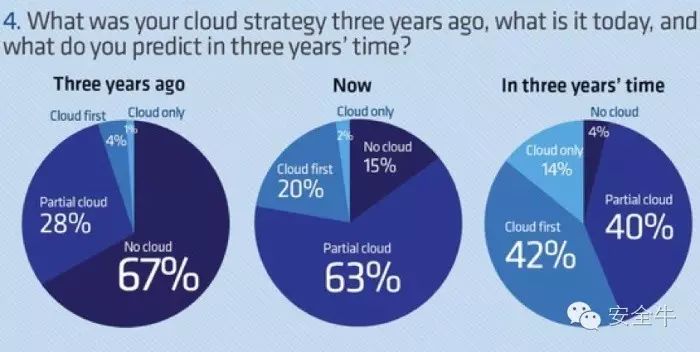 4. What was your cloud strategy three years ago, what is it today, and
what do you predict in three years' time?
Three years ago
Cloud first
4%
Cloud only
1%
Partial cloud
28%
No cloud
67%
Now
Cloud only
2%
No cloud
15%
Cloud first
20%
Partial cloud
63%
In three years' time
No cloud
4%
Cloud only
14%
Partial cloud
40%
Cloud first
42%
安全牛